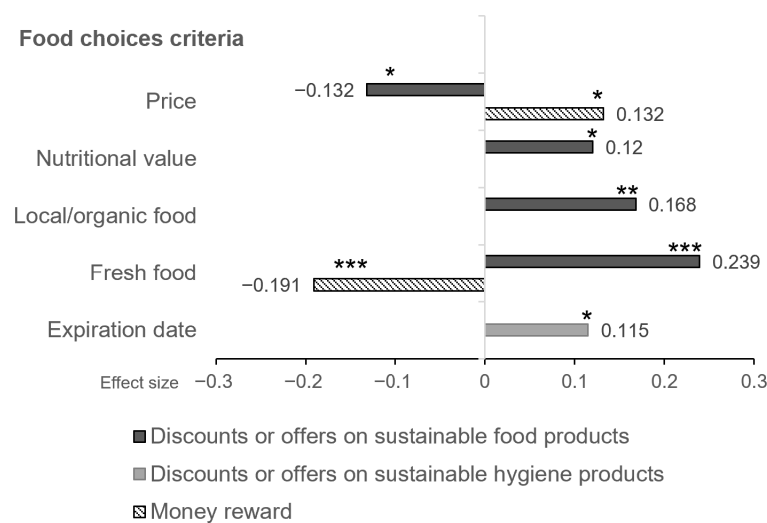 Food choices criteria
*
−0.132
*
Price
0.132
*
Nutritional value
0.12
**
Local/organic food
0.168
***
0.239
***
Fresh food
−0.191
*
Expiration date
0.115
Effect size −0.3 −0.2 −0.1 0 0.1 0.2 0.3
Discounts or offers on sustainable food products
Discounts or offers on sustainable hygiene products
Money reward